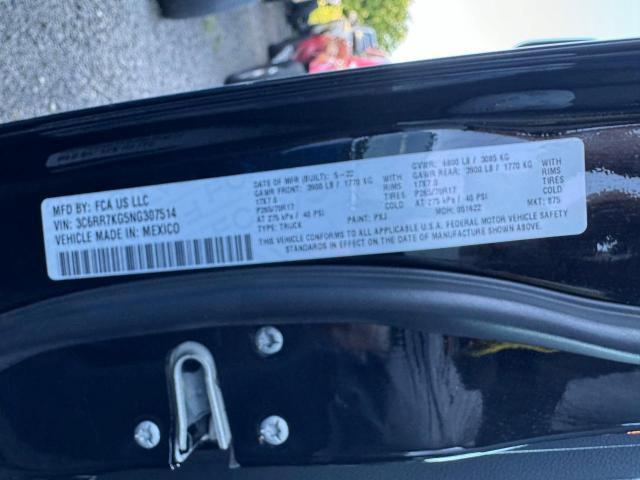 MFD BY: FCA US LLC
DATE OF MFR (BUILT): 5-22
GVWR: 6800 LB / 3085 KG
VIN: 3C6RR7KG5NG307514
GAWR FRONT: 3900 LB / 1770 KG WITH
GAWR REAR: 3900 LB / 1770 KG WITH
VEHICLE MADE IN: MEXICO
17X7.0 RIMS
17X7.0 RIMS
P265/70R17 TIRES
P265/70R17 TIRES
AT 275 kPa / 40 PSI COLD
AT 275 kPa / 40 PSI COLD
TYPE: TRUCK
PAINT: PXJ
MDH: 051622
MKT: 875
THIS VEHICLE CONFORMS TO ALL APPLICABLE U.S.A. FEDERAL MOTOR VEHICLE SAFETY STANDARDS IN EFFECT ON THE DATE OF MANUFACTURE
SHOWN ABOVE.